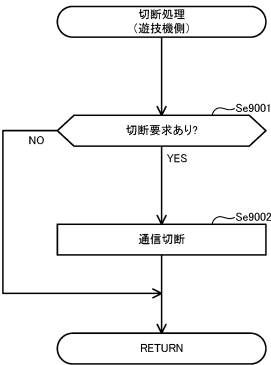 切断処理
（遊技機側）
Se9001
切断要求あり?
NO
YES
Se9002
通信切断
RETURN